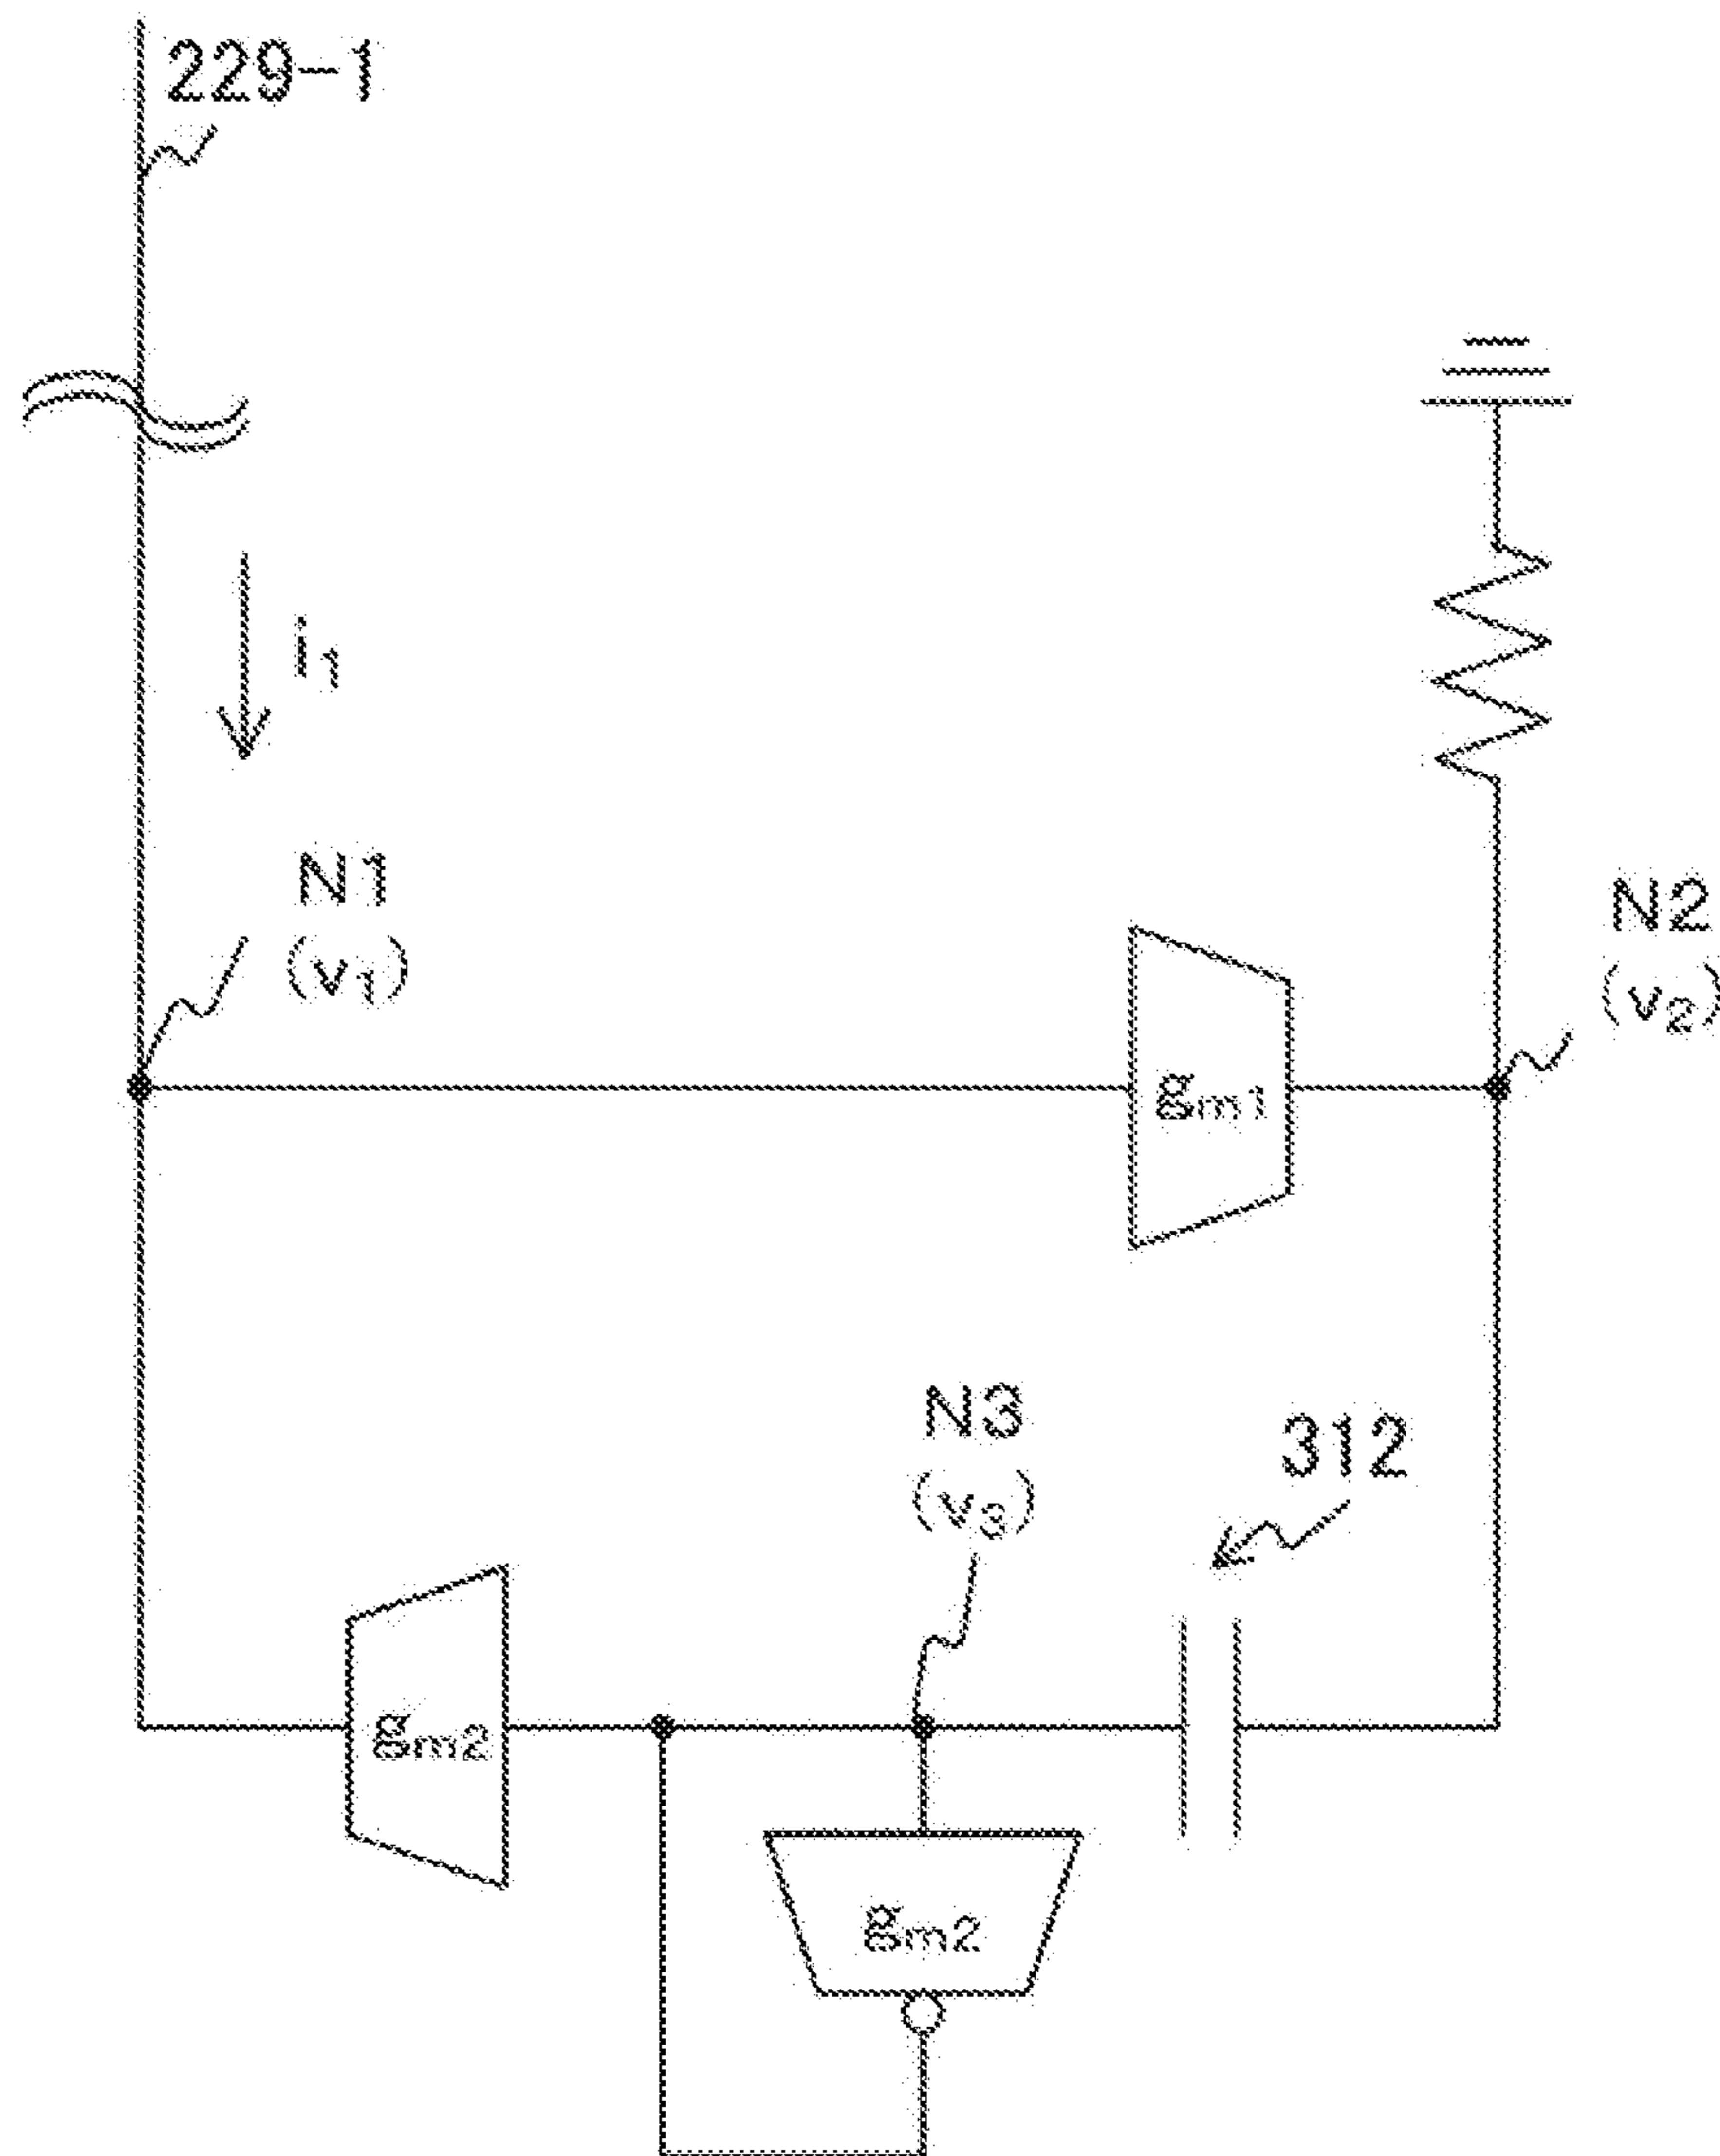 229-1
i₁
N1
(v₁)
N2
(v₂)
gm1
N3
(v₃)
312
gm2
gm2